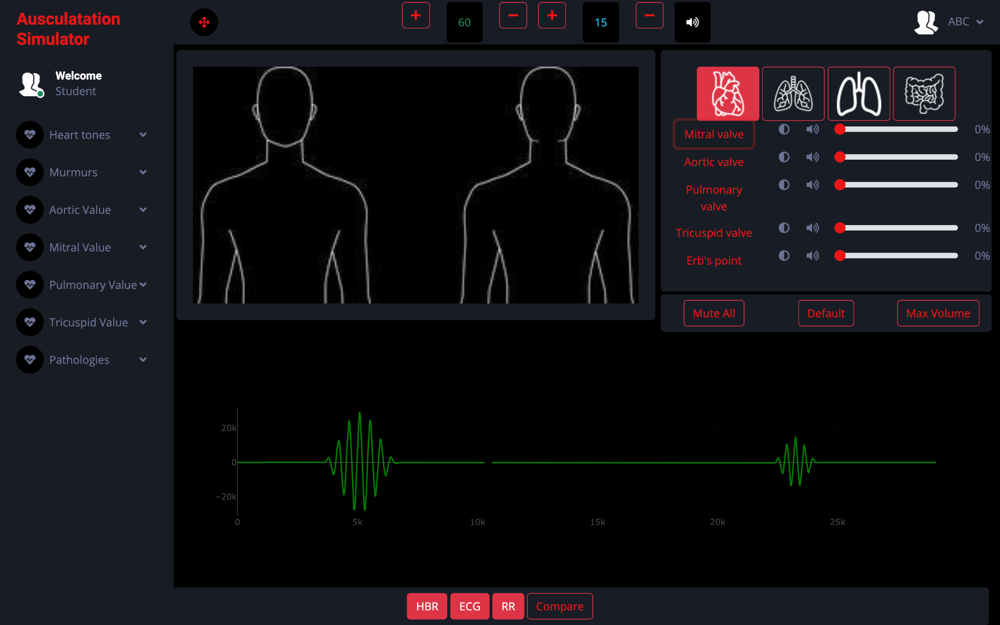 Ausculatation
Simulator
60
15
ABC
Welcome
Student
Heart tones
Murmurs
Aortic Value
Mitral Value
Pulmonary Value
Tricuspid Value
Pathologies
Mitral valve
0%
Aortic valve
0%
Pulmonary
valve
0%
Tricuspid valve
0%
Erb's point
0%
Mute All
Default
Max Volume
20k
0
−20k
0
5k
10k
15k
20k
25k
HBR
ECG
RR
Compare